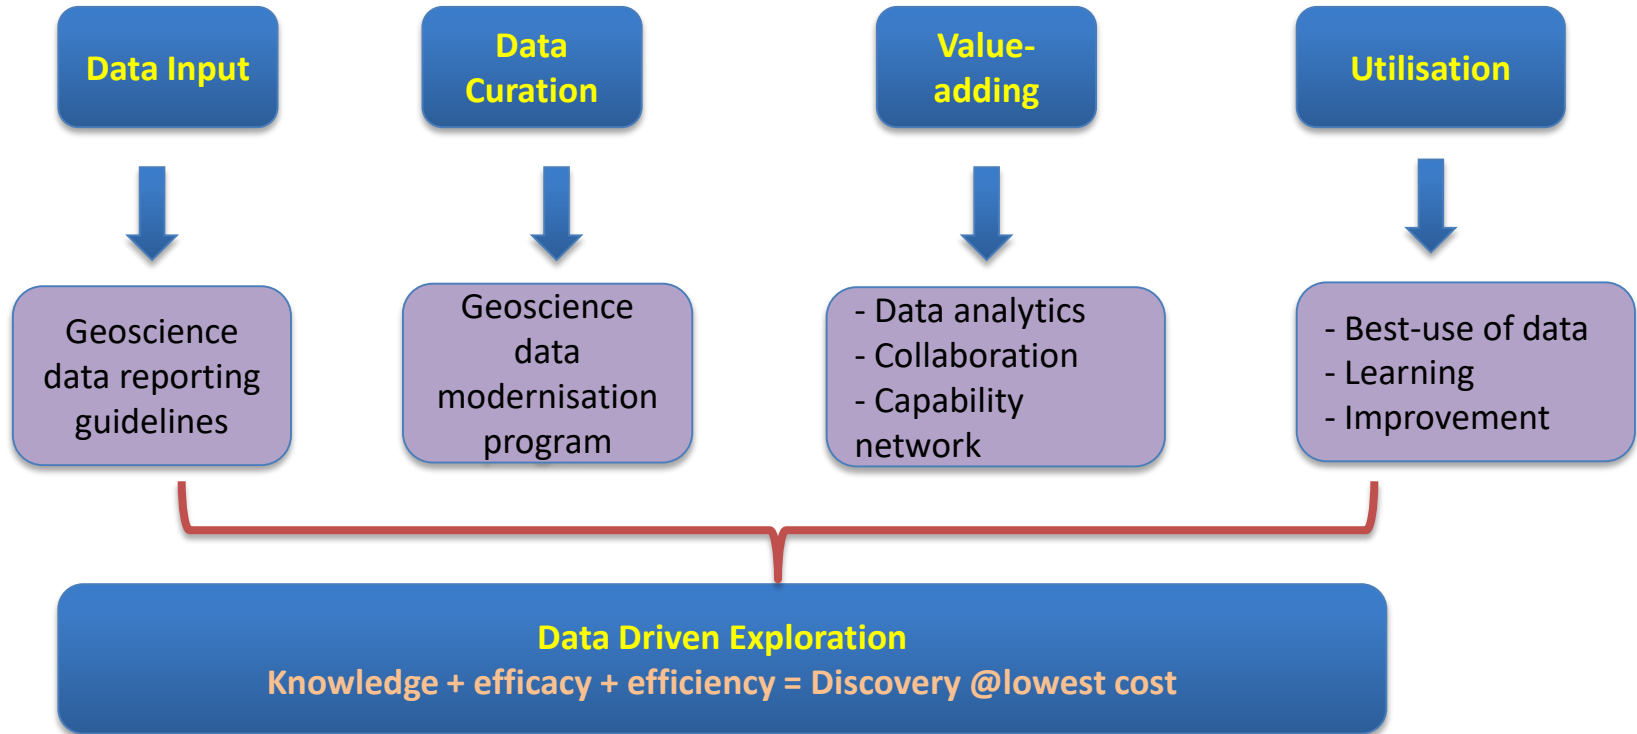 Data Input
Data
Curation
Value-
adding
Utilisation
Geoscience
data reporting
guidelines
Geoscience
data
modernisation
program
- Data analytics
- Collaboration
- Capability
network
- Best-use of data
- Learning
- Improvement
Data Driven Exploration
Knowledge + efficacy + efficiency = Discovery @lowest cost